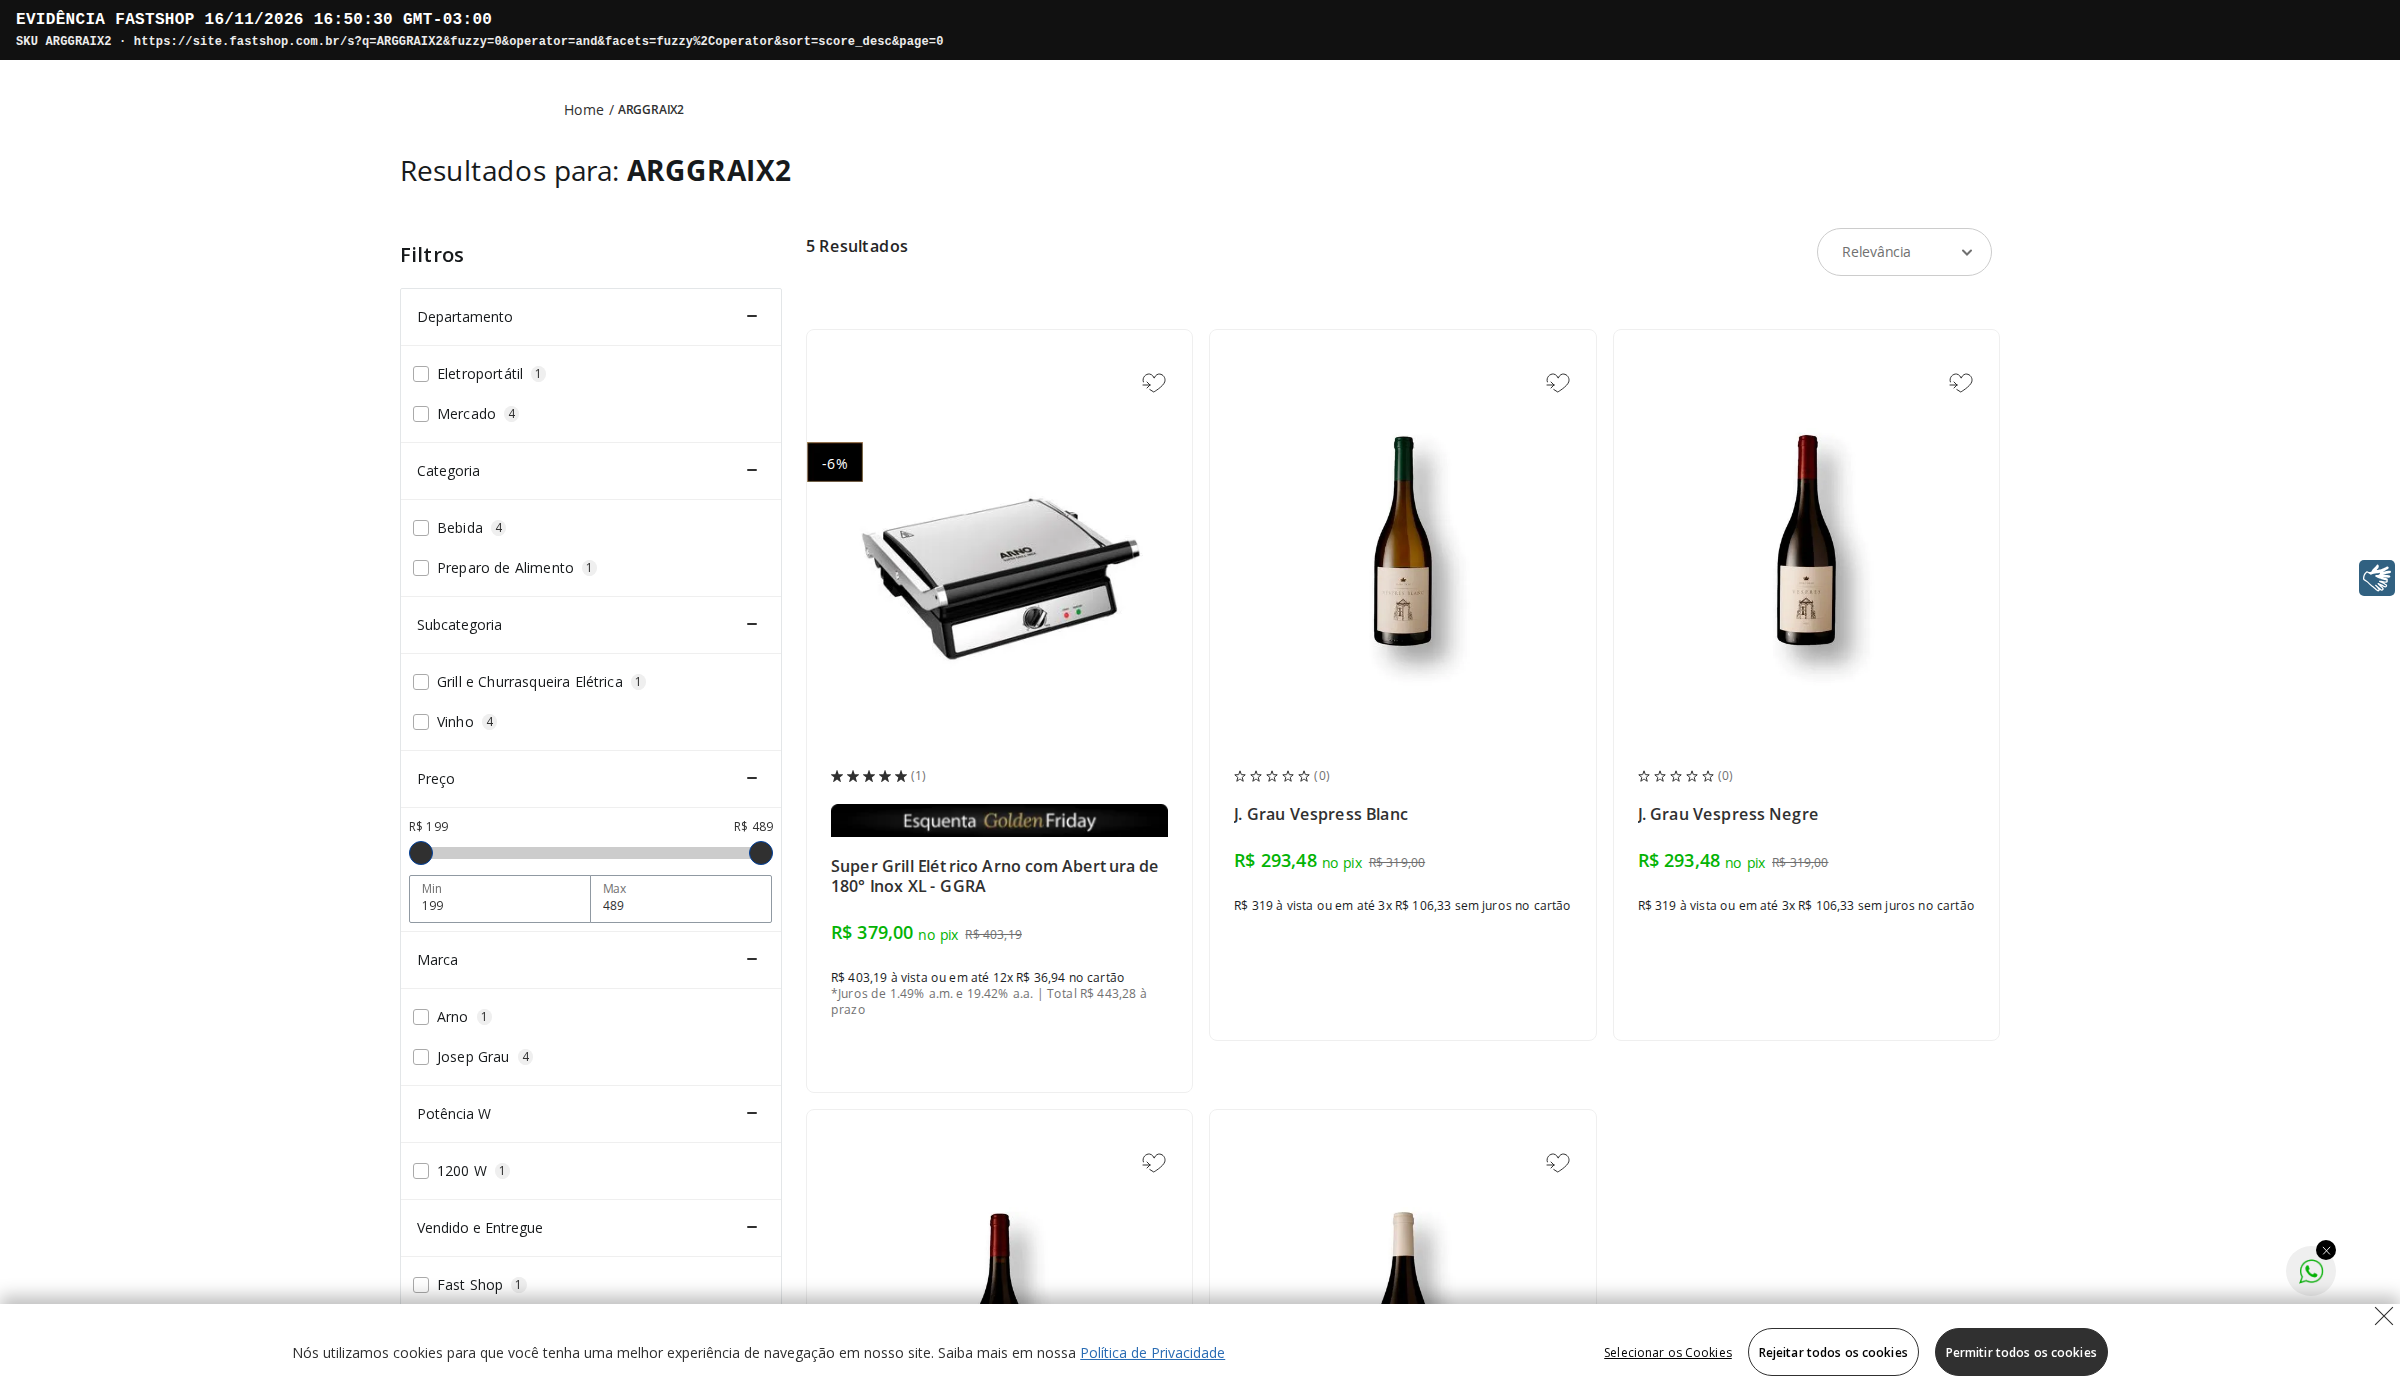 EVIDÊNCIA FASTSHOP 16/11/2026 16:50:30 GMT-03:00
SKU ARGGRAIX2 · https://site.fastshop.com.br/s?q=ARGGRAIX2&fuzzy=0&operator=and&facets=fuzzy%2Coperator&sort=score_desc&page=0
Home / ARGGRAIX2
Resultados para: ARGGRAIX2
Filtros
5 Resultados
Relevância
Departamento
Eletroportátil 1
Mercado 4
Categoria
Bebida 4
Preparo de Alimento 1
Subcategoria
Grill e Churrasqueira Elétrica 1
Vinho 4
Preço
R$ 199
R$ 489
Min
199
Max
489
Marca
Arno 1
Josep Grau 4
Potência W
1200 W 1
Vendido e Entregue
Fast Shop 1
-6%
ARNO
(1)
Esquenta Golden Friday
Super Grill Elétrico Arno com Abertura de
180° Inox XL - GGRA
R$ 379,00 no pix R$ 403,19
R$ 403,19 à vista ou em até 12x R$ 36,94 no cartão
*Juros de 1.49% a.m. e 19.42% a.a. | Total R$ 443,28 à
prazo
(0)
J. Grau Vespress Blanc
R$ 293,48 no pix R$ 319,00
R$ 319 à vista ou em até 3x R$ 106,33 sem juros no cartão
(0)
J. Grau Vespress Negre
R$ 293,48 no pix R$ 319,00
R$ 319 à vista ou em até 3x R$ 106,33 sem juros no cartão
Nós utilizamos cookies para que você tenha uma melhor experiência de navegação em nosso site. Saiba mais em nossa Política de Privacidade
Selecionar os Cookies
Rejeitar todos os cookies
Permitir todos os cookies